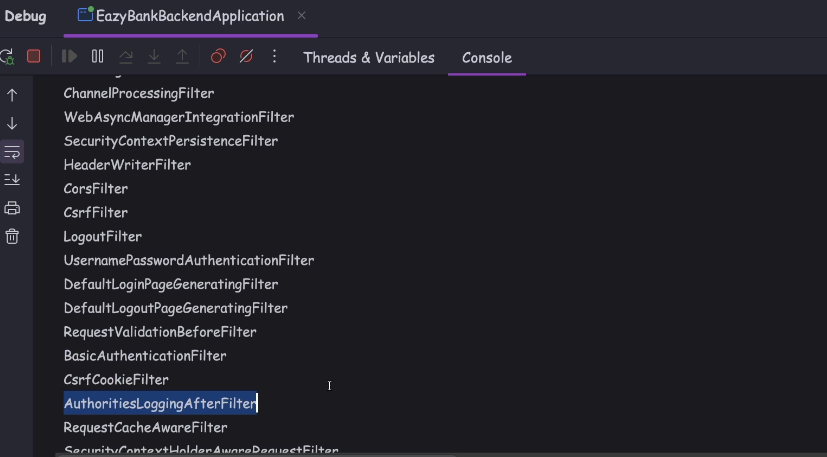 Debug
EazyBankBackendApplication
Threads & Variables
Console
ChannelProcessingFilter
WebAsyncManagerIntegrationFilter
SecurityContextPersistenceFilter
HeaderWriterFilter
CorsFilter
CsrfFilter
LogoutFilter
UsernamePasswordAuthenticationFilter
DefaultLoginPageGeneratingFilter
DefaultLogoutPageGeneratingFilter
RequestValidationBeforeFilter
BasicAuthenticationFilter
CsrfCookieFilter
AuthoritiesLoggingAfterFilter
RequestCacheAwareFilter
SecurityContextHolderAwareRequestFilter